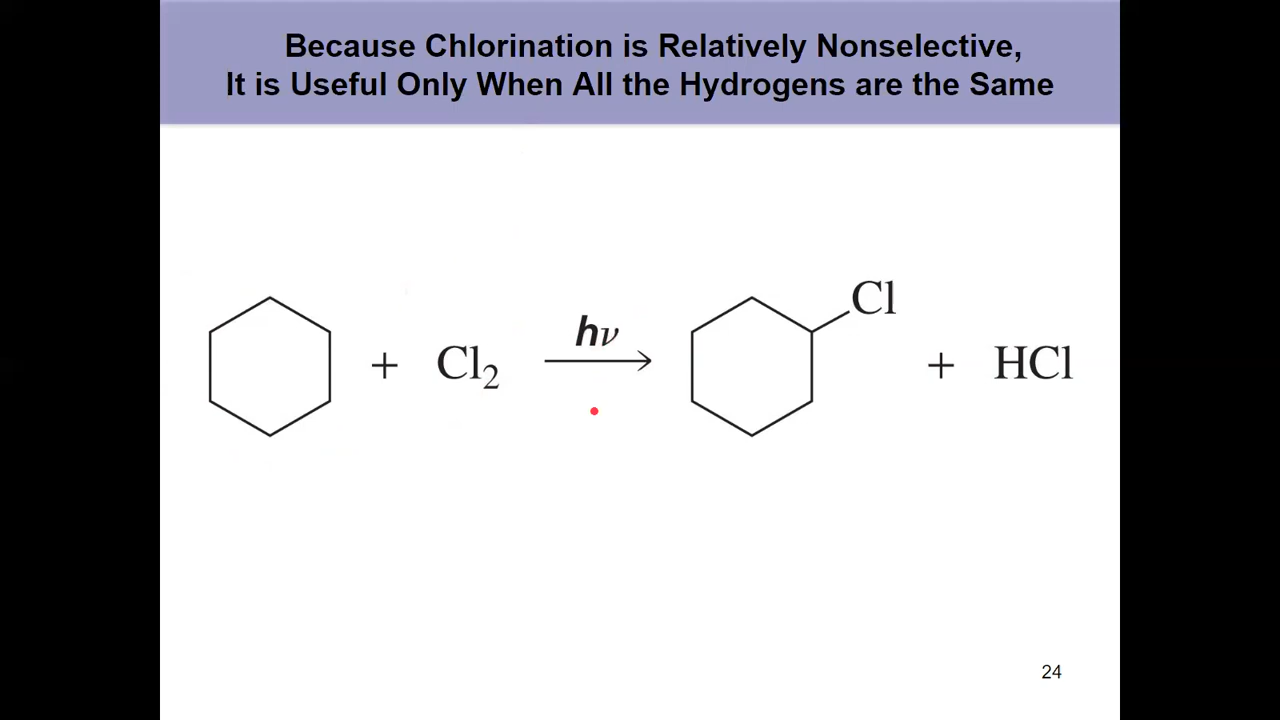 Because Chlorination is Relatively Nonselective,
It is Useful Only When All the Hydrogens are the Same
hν
Cl
+ Cl₂ + HCl
24